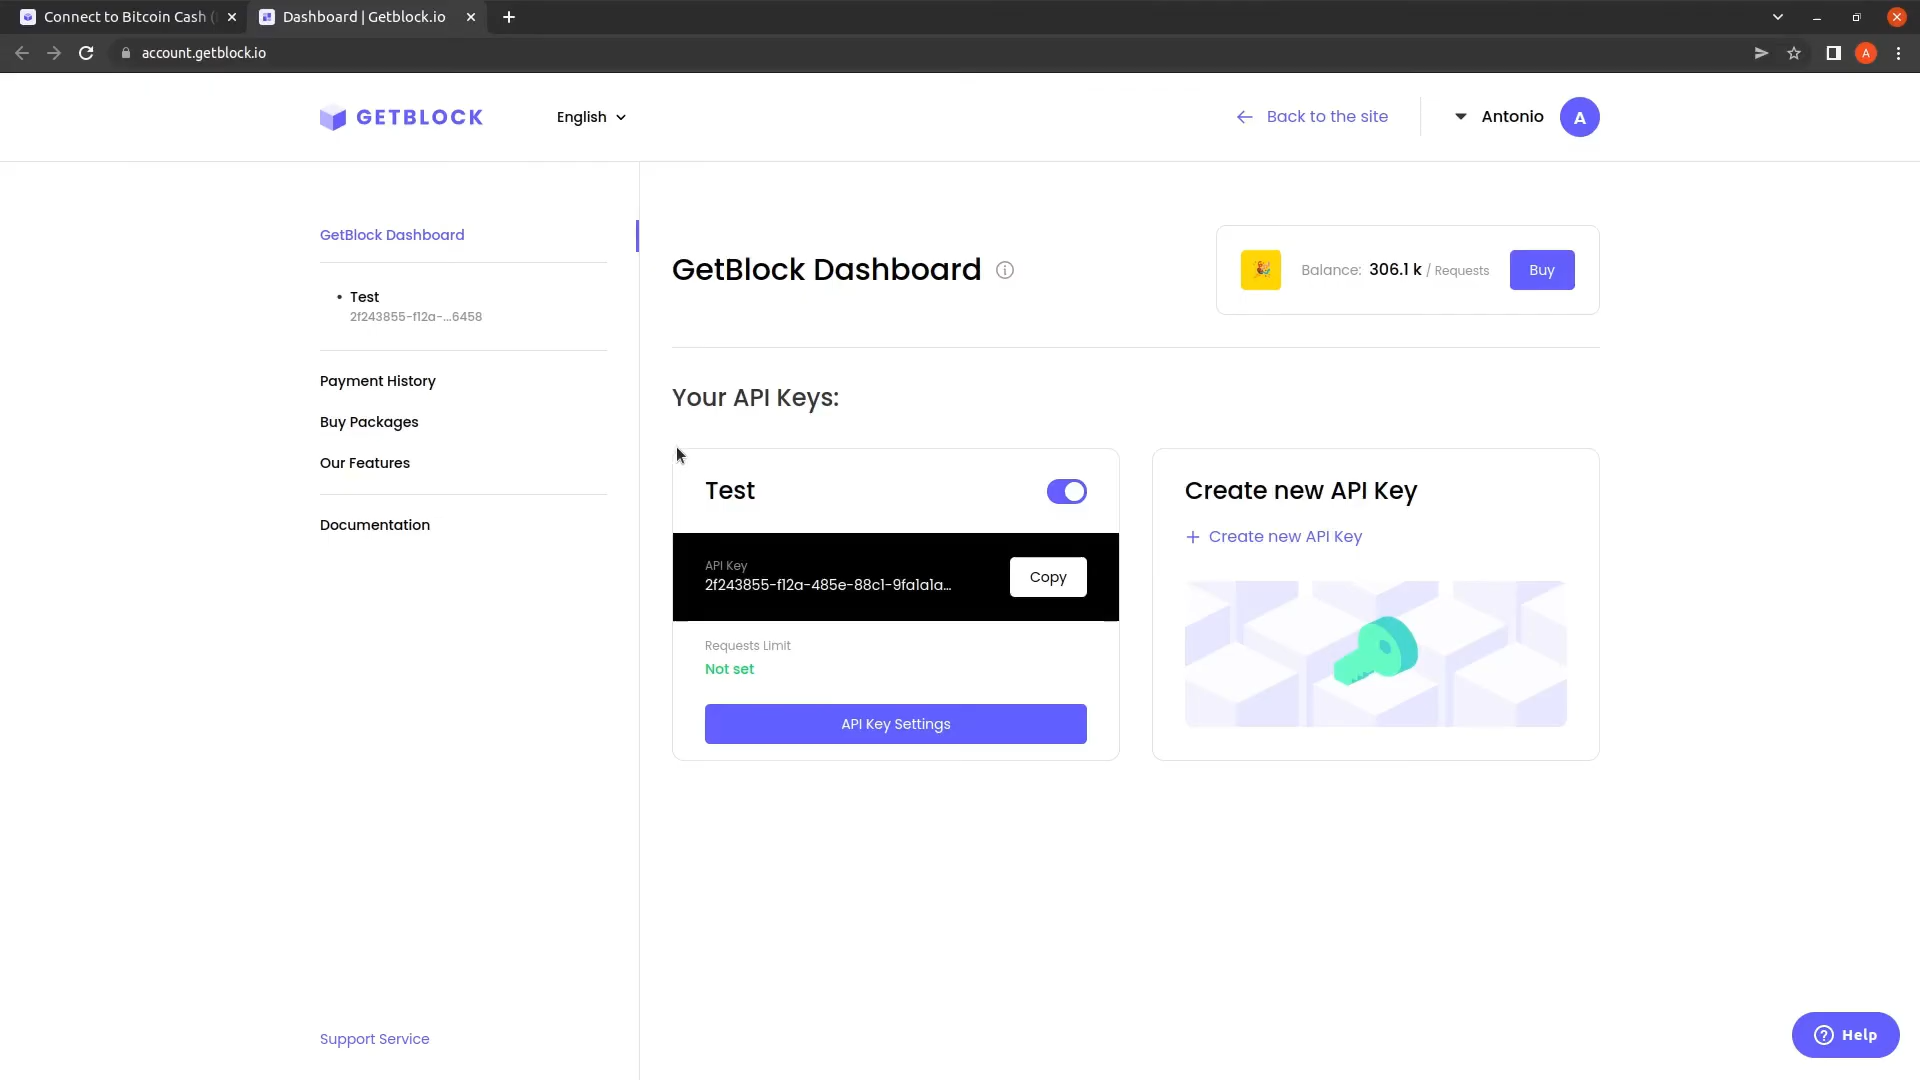 Connect to Bitcoin Cash (
Dashboard | Getblock.io
account.getblock.io
A
GETBLOCK
English
Back to the site
Antonio
A
GetBlock Dashboard
Test
2f243855-f12a-...6458
Payment History
Buy Packages
Our Features
Documentation
Support Service
GetBlock Dashboard
Balance: 306.1 k / Requests
Buy
Your API Keys:
Test
API Key
2f243855-f12a-485e-88c1-9fa1a1a...
Copy
Requests Limit
Not set
API Key Settings
Create new API Key
+ Create new API Key
Help